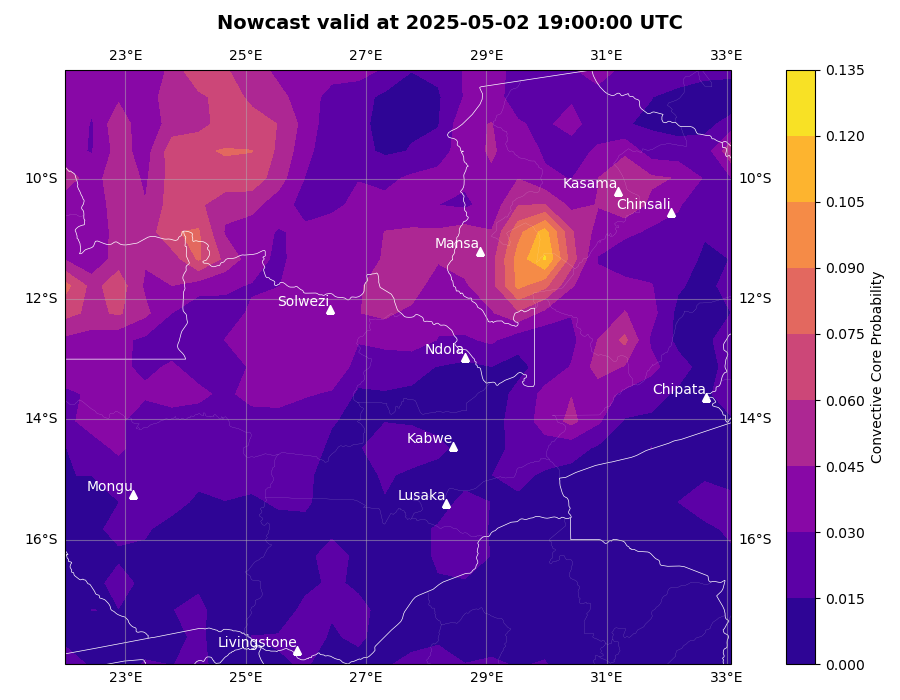 Nowcast valid at 2025-05-02 19:00:00 UTC
23°E 25°E 27°E 29°E 31°E 33°E
0.135
0.120
0.105
0.090
0.075
0.060
0.045
0.030
0.015
0.000
Convective Core Probability
10°S 10°S
12°S 12°S
14°S 14°S
16°S 16°S
Kasama
Chinsali
Mansa
Solwezi
Ndola
Chipata
Kabwe
Mongu
Lusaka
Livingstone
23°E 25°E 27°E 29°E 31°E 33°E